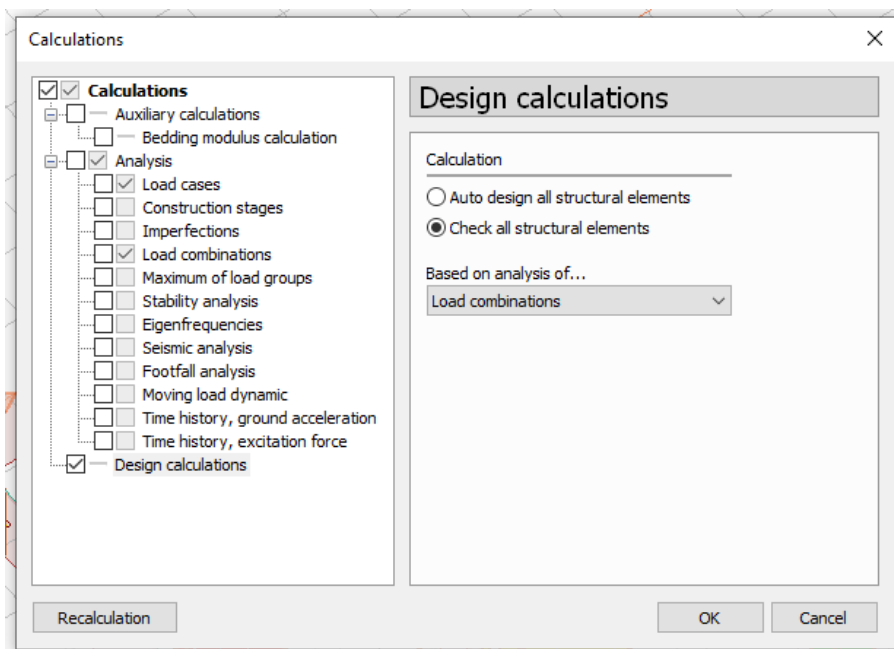 Calculations
Calculations
Auxiliary calculations
Bedding modulus calculation
Analysis
Load cases
Construction stages
Imperfections
Load combinations
Maximum of load groups
Stability analysis
Eigenfrequencies
Seismic analysis
Footfall analysis
Moving load dynamic
Time history, ground acceleration
Time history, excitation force
Design calculations
Design calculations
Calculation
Auto design all structural elements
Check all structural elements
Based on analysis of...
Load combinations
Recalculation
OK
Cancel